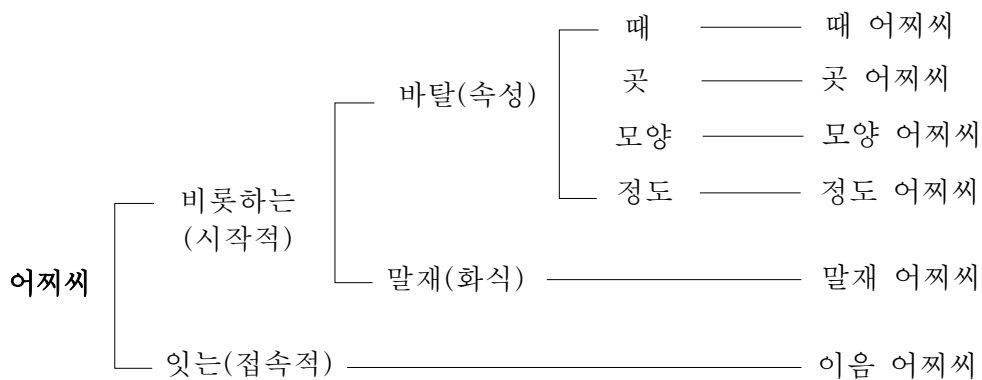 때 때 어찌씨
바탈(속성) 곳 곳 어찌씨
모양 모양 어찌씨
비롯하는 정도 정도 어찌씨
(시작적)
어찌씨 말재(화식) 말재 어찌씨
잇는(접속적) 이음 어찌씨